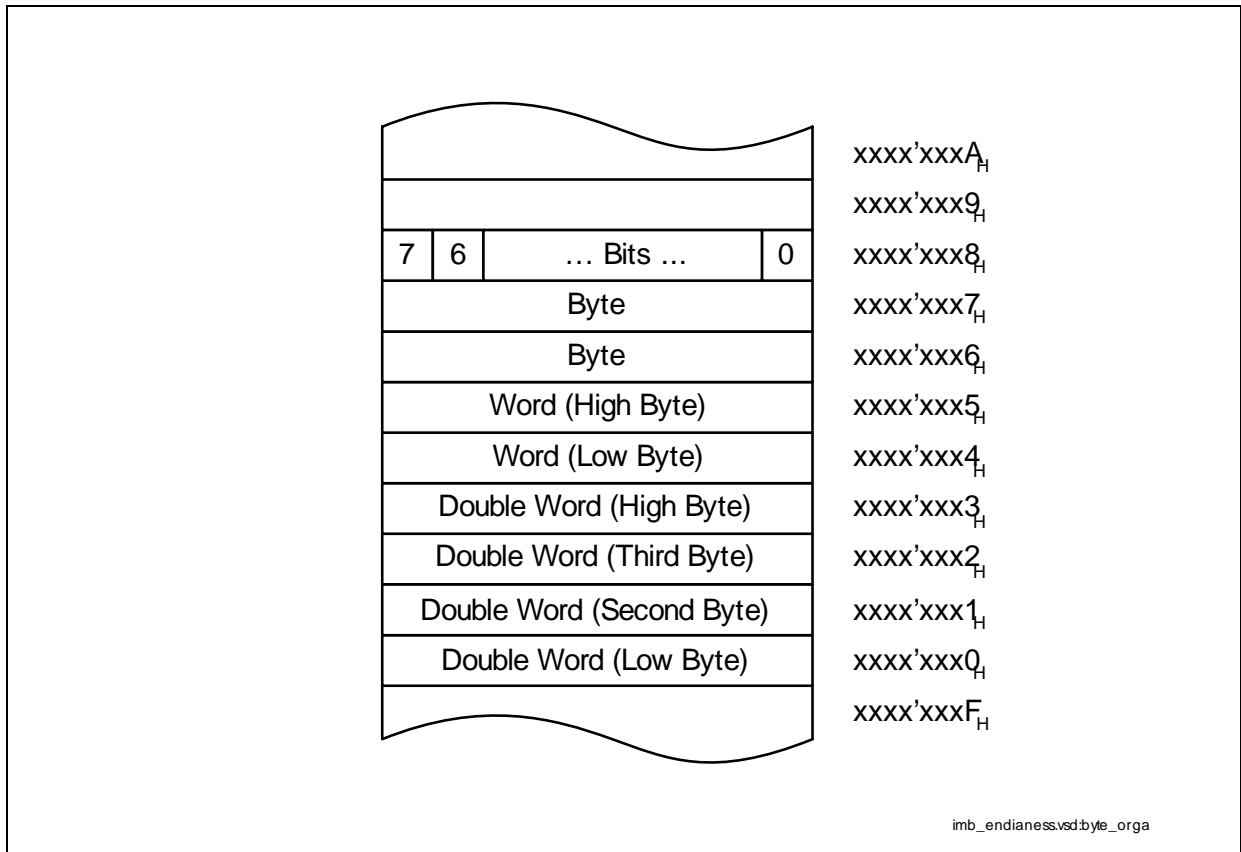 xxxx'xxxAH
xxxx'xxx9H
7 6 … Bits ... 0 xxxx'xxx8H
Byte xxxx'xxx7H
Byte xxxx'xxx6H
Word (High Byte) xxxx'xxx5H
Word (Low Byte) xxxx'xxx4H
Double Word (High Byte) xxxx'xxx3H
Double Word (Third Byte) xxxx'xxx2H
Double Word (Second Byte) xxxx'xxx1H
Double Word (Low Byte) xxxx'xxx0H
xxxx'xxxFH
imb_endianess.vsd:byte_orga